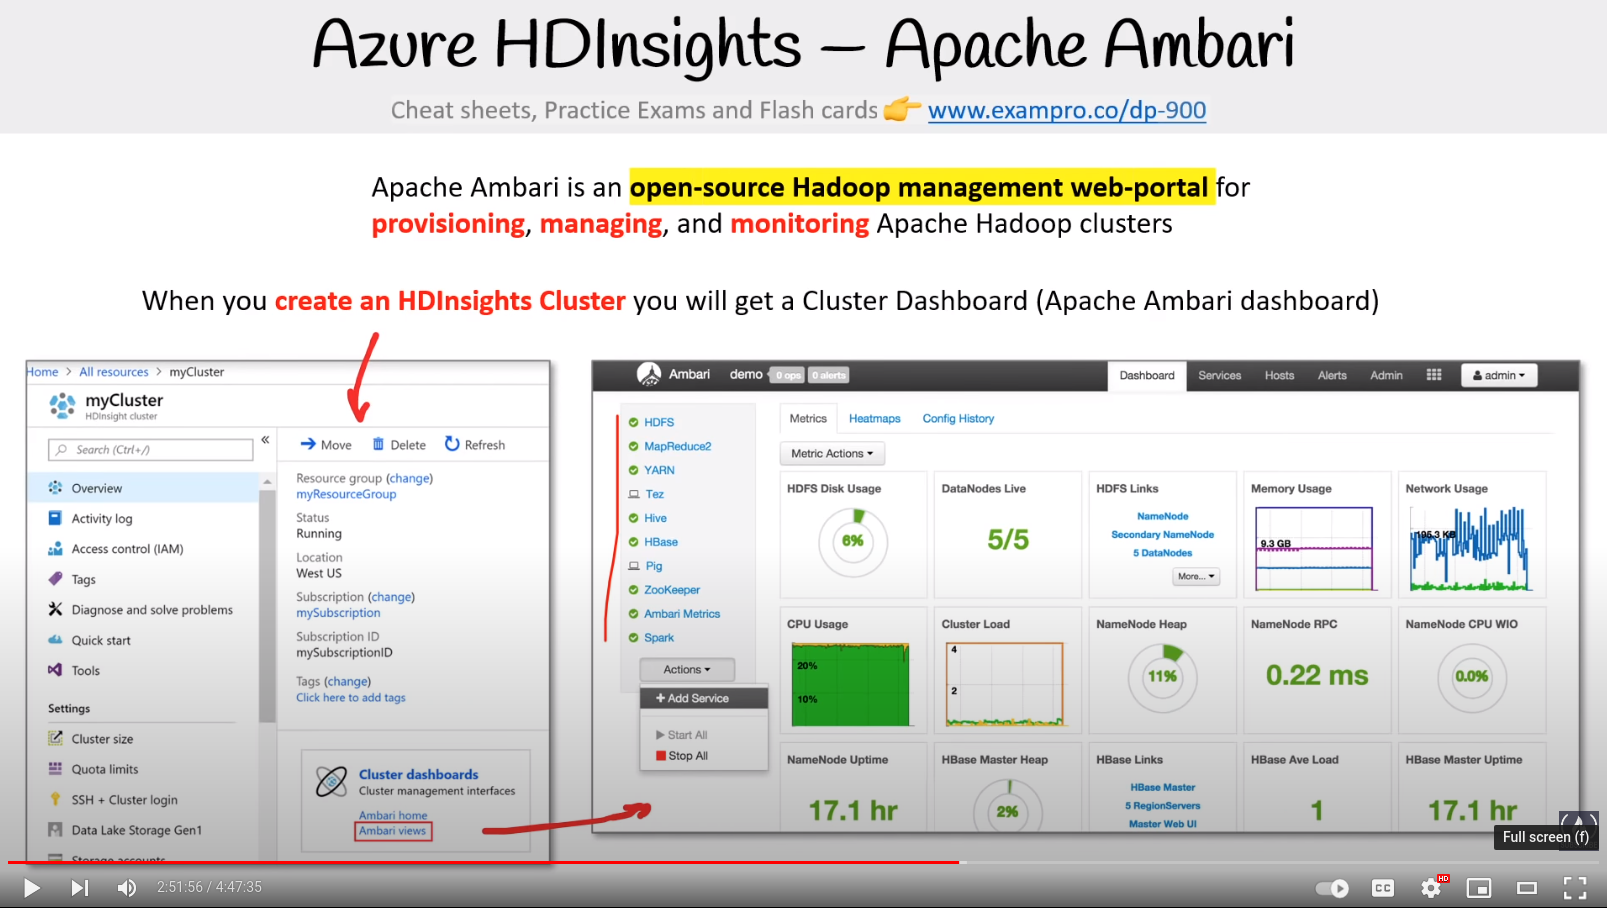 Azure HDInsights – Apache Ambari
Cheat sheets, Practice Exams and Flash cards 👉 www.exampro.co/dp-900
Apache Ambari is an open-source Hadoop management web-portal for
provisioning, managing, and monitoring Apache Hadoop clusters
When you create an HDInsights Cluster you will get a Cluster Dashboard (Apache Ambari dashboard)
Home > All resources > myCluster
myCluster
HDInsight cluster
Search (Ctrl+/)
«
Overview
Activity log
Access control (IAM)
Tags
Diagnose and solve problems
Quick start
Tools
Settings
Cluster size
Quota limits
SSH + Cluster login
Data Lake Storage Gen1
Storage accounts
Move Delete Refresh
Resource group (change)
myResourceGroup
Status
Running
Location
West US
Subscription (change)
mySubscription
Subscription ID
mySubscriptionID
Tags (change)
Click here to add tags
Cluster dashboards
Cluster management interfaces
Ambari home
Ambari views
Ambari demo 0 ops 0 alerts Dashboard Services Hosts Alerts Admin admin
HDFS
MapReduce2
YARN
Tez
Hive
HBase
Pig
ZooKeeper
Ambari Metrics
Spark
Actions
+ Add Service
Start All
Stop All
Metrics Heatmaps Config History
Metric Actions
HDFS Disk Usage
6%
DataNodes Live
5/5
HDFS Links
NameNode
Secondary NameNode
5 DataNodes
More...
Memory Usage
9.3 GB
Network Usage
195.3 KB
CPU Usage
20%
10%
Cluster Load
4
2
NameNode Heap
11%
NameNode RPC
0.22 ms
NameNode CPU WIO
0.0%
NameNode Uptime
17.1 hr
HBase Master Heap
2%
HBase Links
HBase Master
5 RegionServers
Master Web UI
HBase Ave Load
1
HBase Master Uptime
17.1 hr
Full screen (f)
2:51:56 / 4:47:35
CC
HD